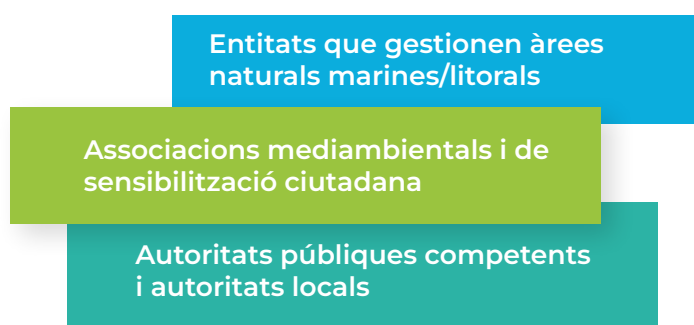 Entitats que gestionen àrees
naturals marines/litorals
Associacions mediambientals i de
sensibilització ciutadana
Autoritats públiques competents
i autoritats locals